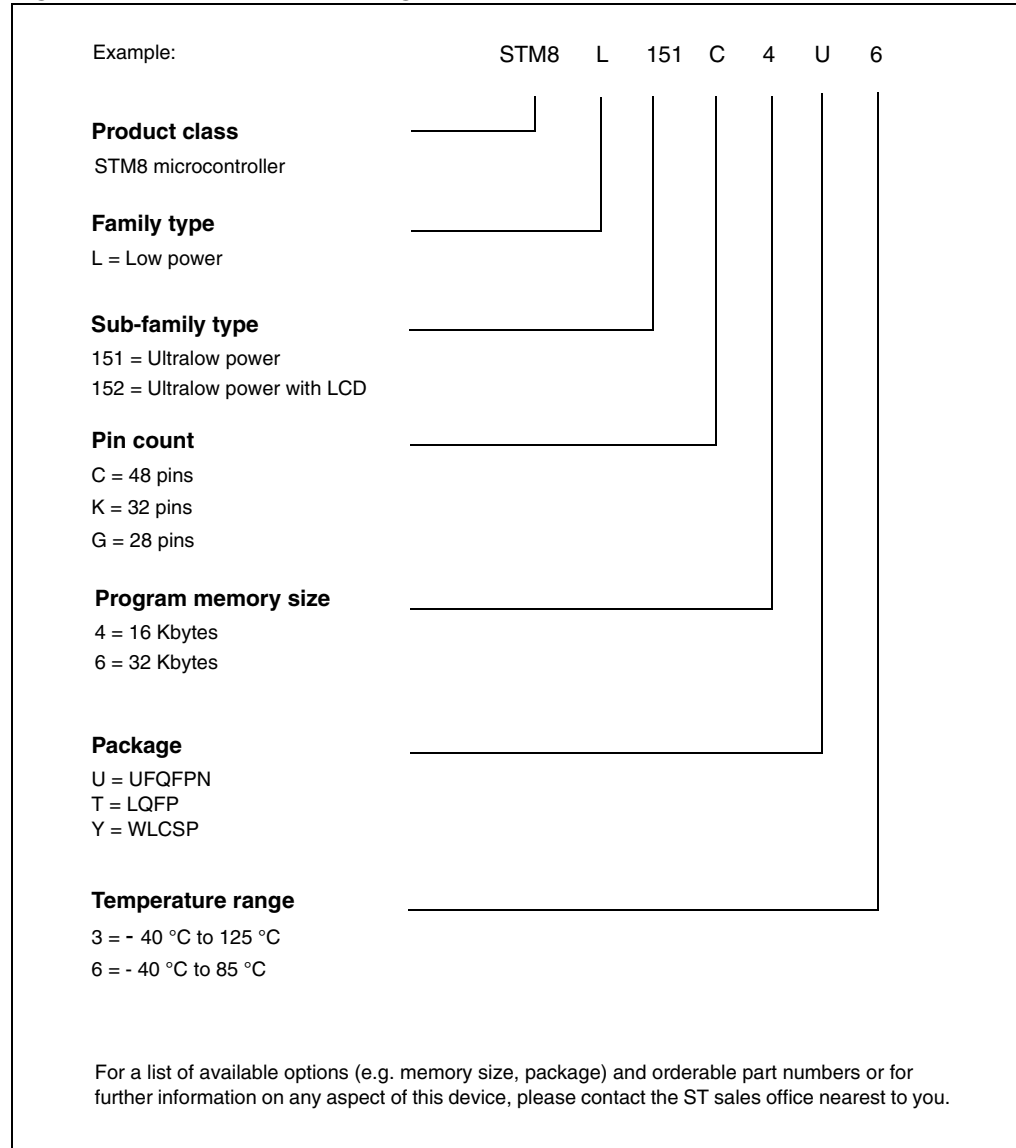 Example: STM8 L 151 C 4 U 6
Product class
STM8 microcontroller
Family type
L = Low power
Sub-family type
151 = Ultralow power
152 = Ultralow power with LCD
Pin count
C = 48 pins
K = 32 pins
G = 28 pins
Program memory size
4 = 16 Kbytes
6 = 32 Kbytes
Package
U = UFQFPN
T = LQFP
Y = WLCSP
Temperature range
3 = - 40 °C to 125 °C
6 = - 40 °C to 85 °C
For a list of available options (e.g. memory size, package) and orderable part numbers or for
further information on any aspect of this device, please contact the ST sales office nearest to you.